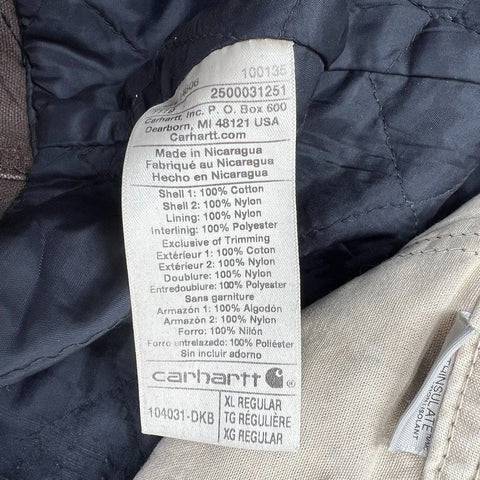 100135
2500031251
Carhartt, Inc. P. O. Box 600
Dearborn, MI 48121 USA
Carhartt.com
Made in Nicaragua
Fabriqué au Nicaragua
Hecho en Nicaragua
Shell 1: 100% Cotton
Shell 2: 100% Nylon
Lining: 100% Nylon
Interlinig: 100% Polyester
Exclusive of Trimming
Extérieur 1: 100% Cotton
Extérieur 2: 100% Nylon
Doublure: 100% Nylon
Entredoublure: 100% Polyester
Sans garniture
Armazón 1: 100% Algodón
Armazón 2: 100% Nylon
Forro: 100% Nilón
Forro entrelazado: 100% Poliéster
Sin incluir adorno
carhartt
104031-DKB
XL REGULAR
TG RÉGULIÈRE
XG REGULAR
THINSULATE